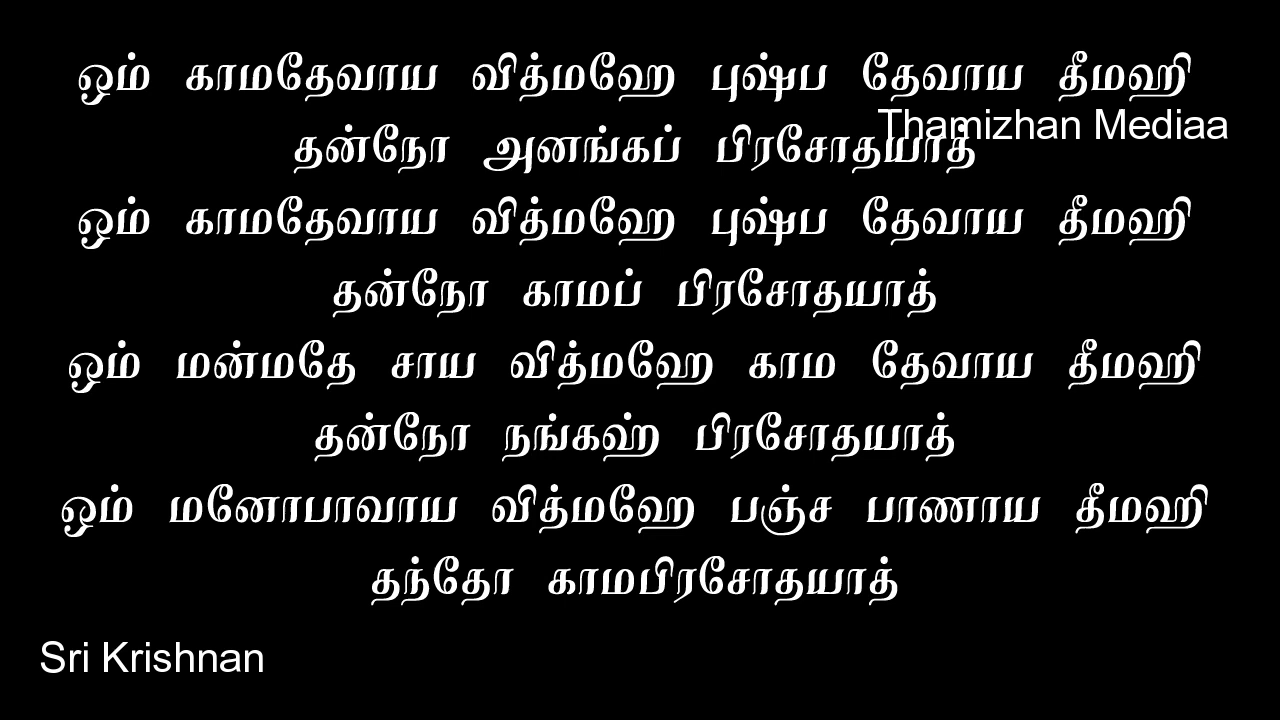 ஓம் காமதேவாய வித்மஹே புஷ்ப தேவாய தீமஹி
Thamizhan Mediaa
தன்நோ அனங்கப் பிரசோதயாத்
ஓம் காமதேவாய வித்மஹே புஷ்ப தேவாய தீமஹி
தன்நோ காமப் பிரசோதயாத்
ஓம் மன்மதே சாய வித்மஹே காம தேவாய தீமஹி
தன்நோ நங்கஹ் பிரசோதயாத்
ஓம் மனோபாவாய வித்மஹே பஞ்ச பாணாய தீமஹி
தந்தோ காமபிரசோதயாத்
Sri Krishnan